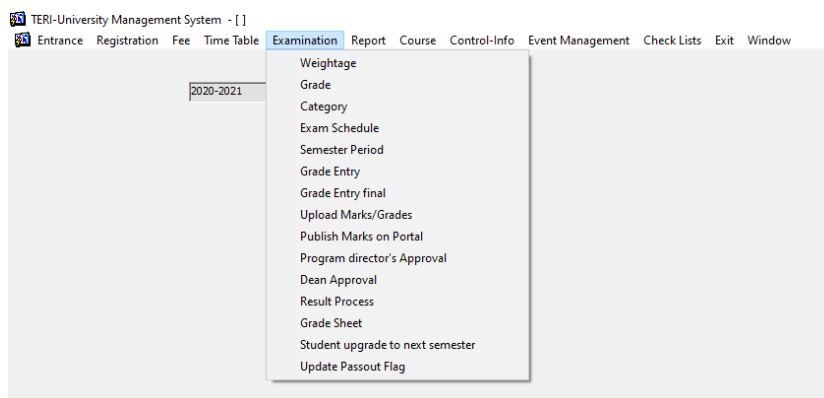 TERI-University Management System - [ ]
Entrance Registration Fee Time Table Examination Report Course Control-Info Event Management Check Lists Exit Window
Weightage
2020-2021
Grade
Category
Exam Schedule
Semester Period
Grade Entry
Grade Entry final
Upload Marks/Grades
Publish Marks on Portal
Program director's Approval
Dean Approval
Result Process
Grade Sheet
Student upgrade to next semester
Update Passout Flag